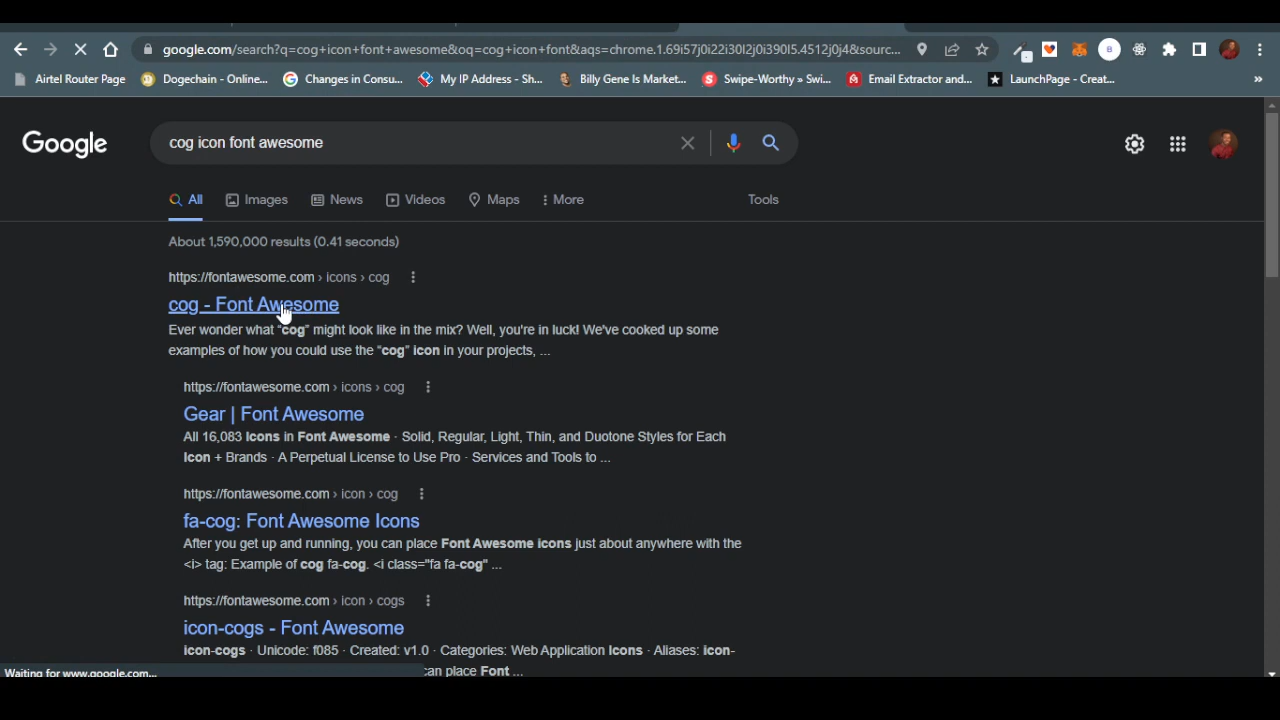 google.com/search?q=cog+icon+font+awesome&oq=cog+icon+font&aqs=chrome.1.69i57j0i22i30l2j0i390l5.4512j0j4&sourc...
Airtel Router Page Dogechain - Online... Changes in Consu... My IP Address - Sh... Billy Gene Is Market... Swipe-Worthy » Swi... Email Extractor and... LaunchPage - Creat... »
Google cog icon font awesome
All Images News Videos Maps More Tools
About 1,590,000 results (0.41 seconds)
https://fontawesome.com › icons › cog
cog - Font Awesome
Ever wonder what "cog" might look like in the mix? Well, you're in luck! We've cooked up some
examples of how you could use the "cog" icon in your projects, ...
https://fontawesome.com › icons › cog
Gear | Font Awesome
All 16,083 Icons in Font Awesome · Solid, Regular, Light, Thin, and Duotone Styles for Each
Icon + Brands · A Perpetual License to Use Pro · Services and Tools to ...
https://fontawesome.com › icon › cog
fa-cog: Font Awesome Icons
After you get up and running, you can place Font Awesome icons just about anywhere with the
<i> tag: Example of cog fa-cog. <i class="fa fa-cog" ...
https://fontawesome.com › icon › cogs
icon-cogs - Font Awesome
icon-cogs · Unicode: f085 · Created: v1.0 · Categories: Web Application Icons · Aliases: icon-
can place Font ...
Waiting for www.google.com...